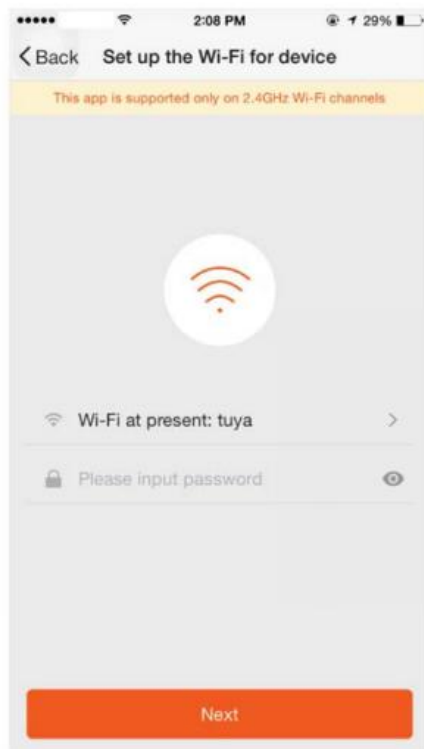 2:08 PM
29%
Back
Set up the Wi-Fi for device
This app is supported only on 2.4GHz Wi-Fi channels
Wi-Fi at present: tuya
Please input password
Next